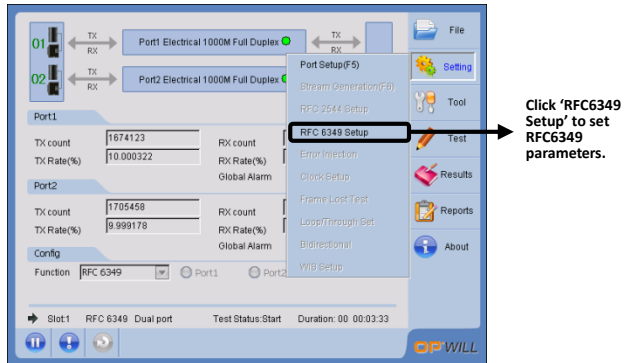 01
TX
RX
Port1 Electrical 1000M Full Duplex
TX
RX
02
TX
RX
Port2 Electrical 1000M Full Duplex
Port1
TX count 1674123 RX count
TX Rate(%) 10.000322 RX Rate(%)
Global Alarm
Port2
TX count 1705458 RX count
TX Rate(%) 9.999178 RX Rate(%)
Global Alarm
Config
Function RFC 6349 Port1 Port2
Slot:1 RFC 6349 Dual port Test Status:Start Duration: 00 00:03:33
Port Setup(F5)
Stream Generation(F6)
RFC 2544 Setup
RFC 6349 Setup
Error Injection
Clock Setup
Frame Lost Test
Loop/Through Set
Bidirectional
WIS Setup
File
Setting
Tool
Test
Results
Reports
About
OPWILL
Click ‘RFC6349
Setup’ to set
RFC6349
parameters.